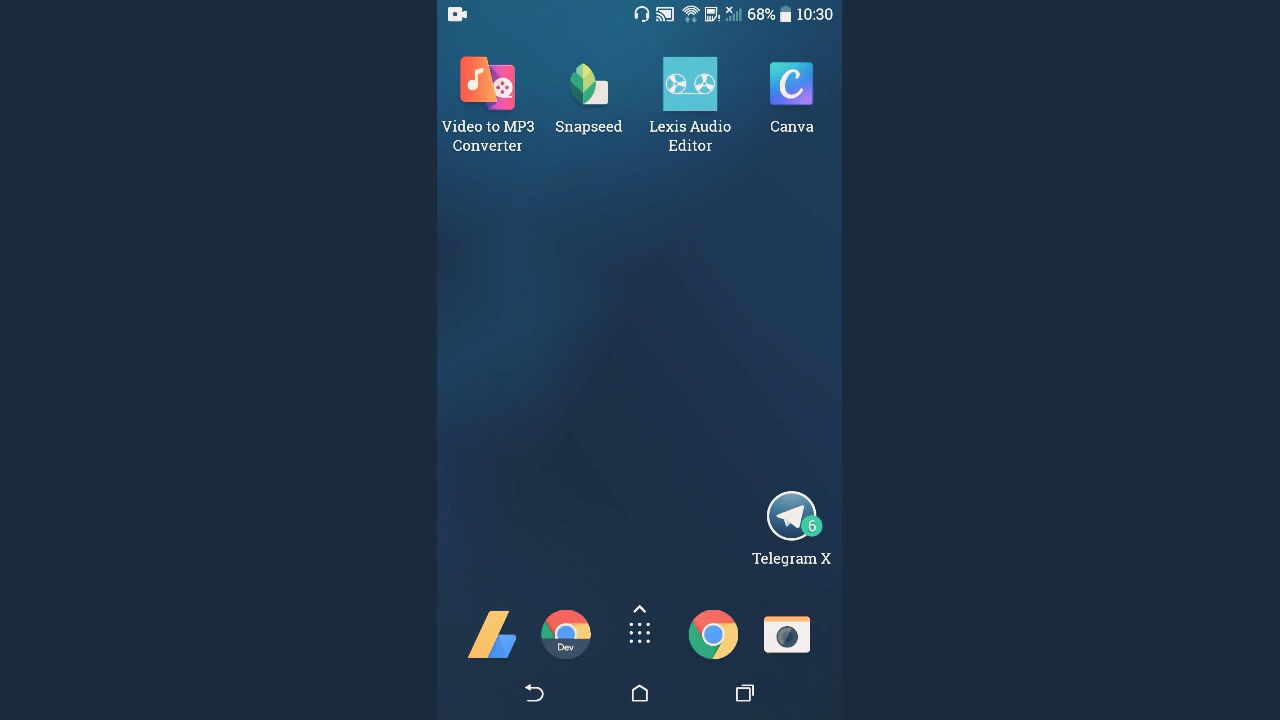 68% 10:30
Video to MP3 Converter
Snapseed
Lexis Audio Editor
C
Canva
6
Telegram X
Dev